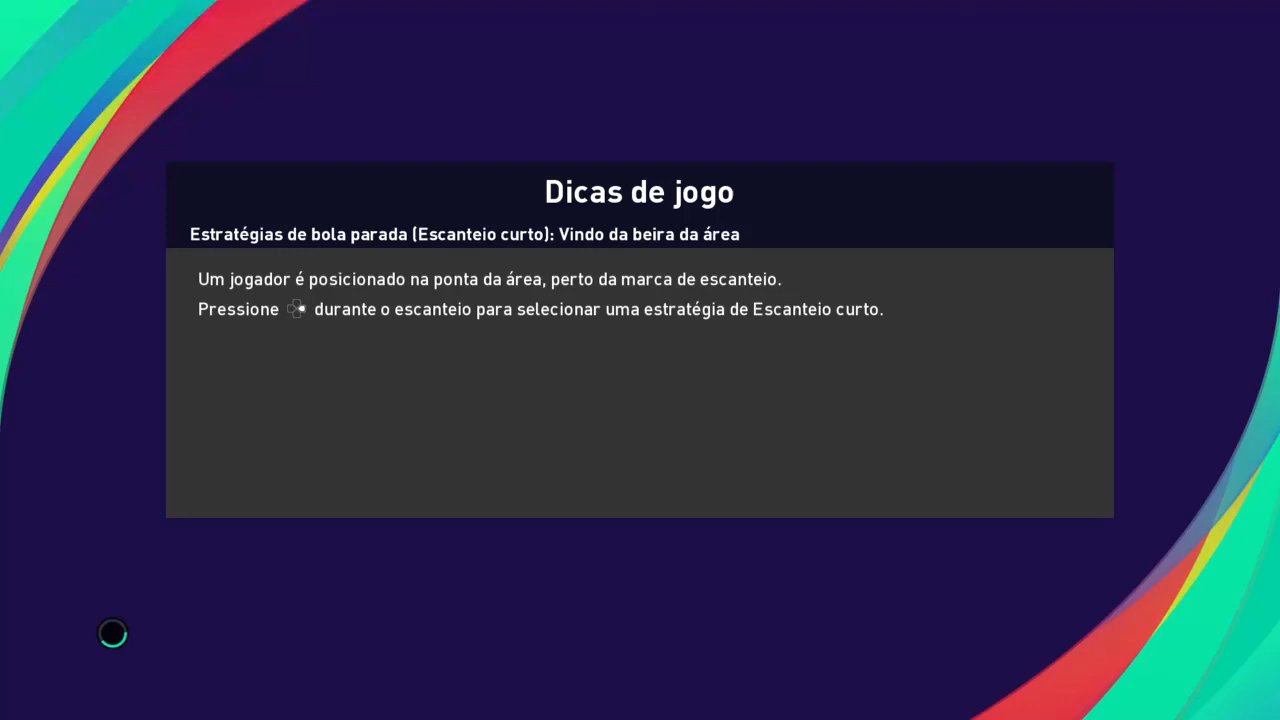 Dicas de jogo
Estratégias de bola parada (Escanteio curto): Vindo da beira da área
Um jogador é posicionado na ponta da área, perto da marca de escanteio.
Pressione durante o escanteio para selecionar uma estratégia de Escanteio curto.